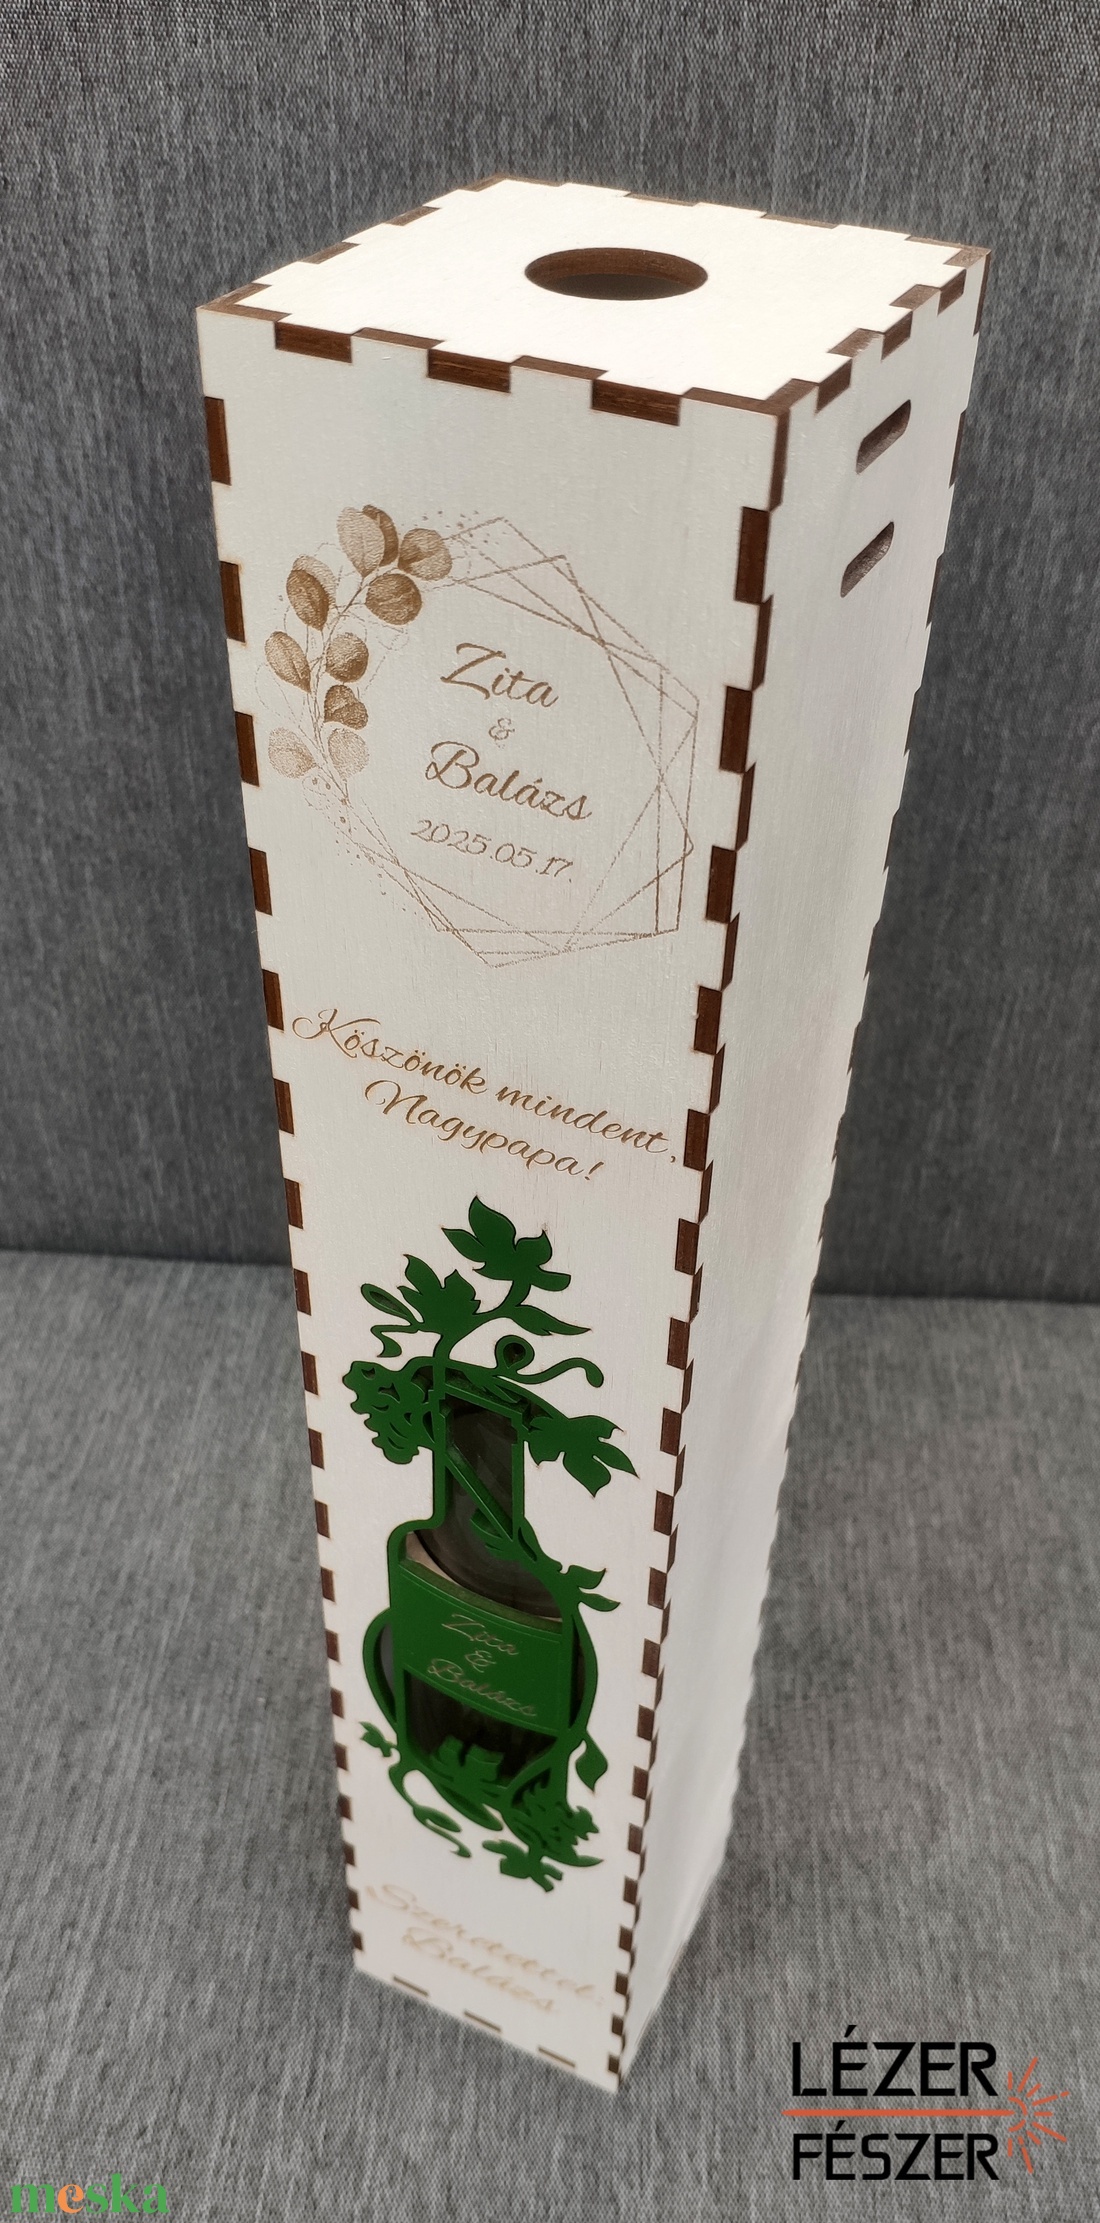 Zita
&
Balázs
2025.05.17.
Köszönök mindent,
Nagypapa!
Zita
&
Balázs
Szeretettel:
Balázs
LÉZER
FÉSZER
meska